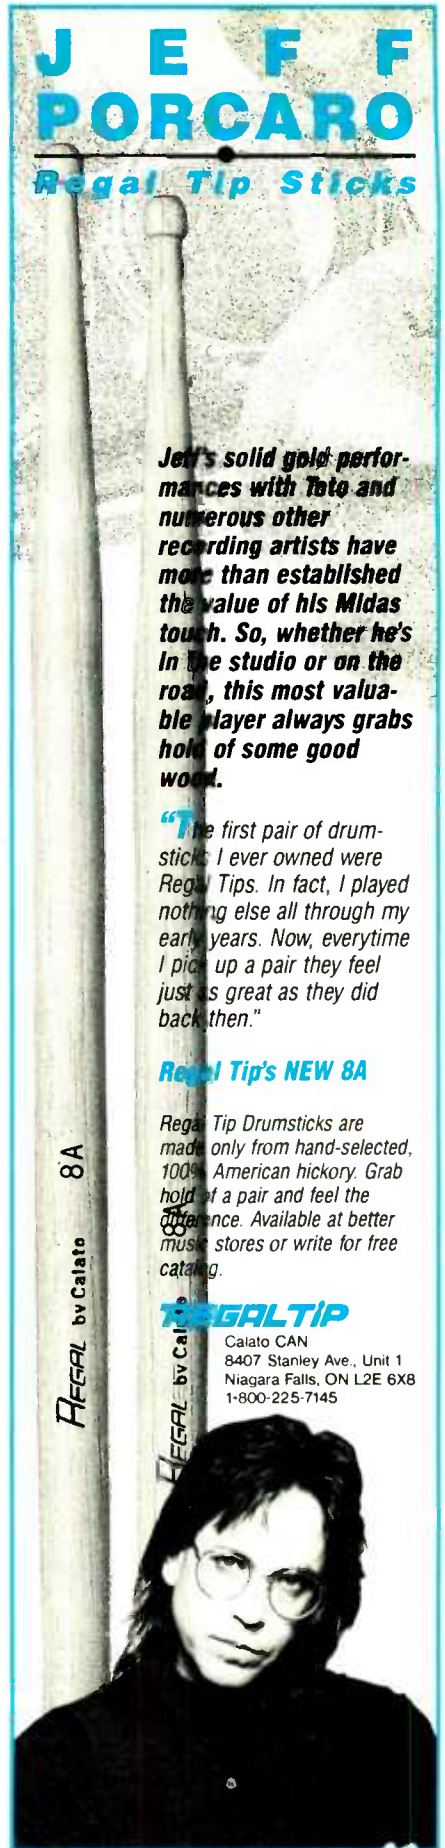 JEFF
PORCARO
Regal Tip Sticks
Jeff's solid gold perfor-
mances with Toto and
numerous other
recording artists have
more than established
the value of his Midas
touch. So, whether he's
in the studio or on the
road, this most valua-
ble player always grabs
hold of some good
wood.
"The first pair of drum-
sticks I ever owned were
Regal Tips. In fact, I played
nothing else all through my
early years. Now, everytime
I pick up a pair they feel
just as great as they did
back then."
Regal Tip's NEW 8A
Regal Tip Drumsticks are
made only from hand-selected,
100% American hickory. Grab
hold of a pair and feel the
difference. Available at better
music stores or write for free
catalog.
REGALTIP
Calato CAN
8407 Stanley Ave., Unit 1
Niagara Falls, ON L2E 6X8
1-800-225-7145
REGAL by Calato 8A
REGAL by Calato 8A